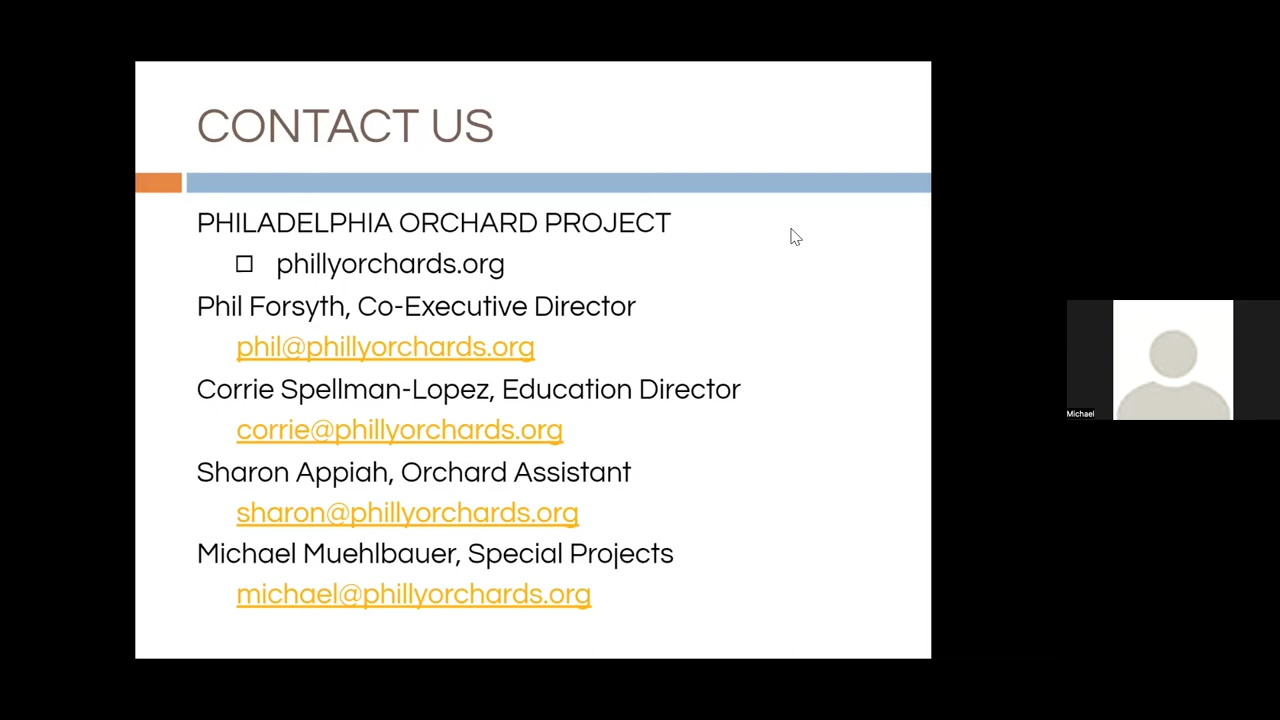 CONTACT US
PHILADELPHIA ORCHARD PROJECT
phillyorchards.org
Phil Forsyth, Co-Executive Director
phil@phillyorchards.org
Corrie Spellman-Lopez, Education Director
corrie@phillyorchards.org
Sharon Appiah, Orchard Assistant
sharon@phillyorchards.org
Michael Muehlbauer, Special Projects
michael@phillyorchards.org
Michael